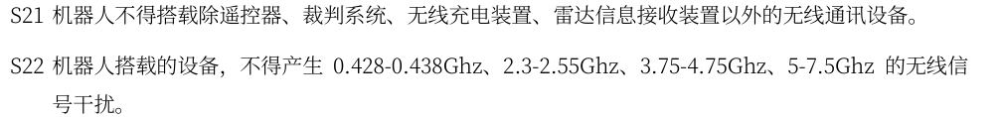 S21 机器人不得搭载除遥控器、裁判系统、无线充电装置、雷达信息接收装置以外的无线通讯设备。
S22 机器人搭载的设备，不得产生 0.428-0.438Ghz、2.3-2.55Ghz、3.75-4.75Ghz、5-7.5Ghz 的无线信
号干扰。